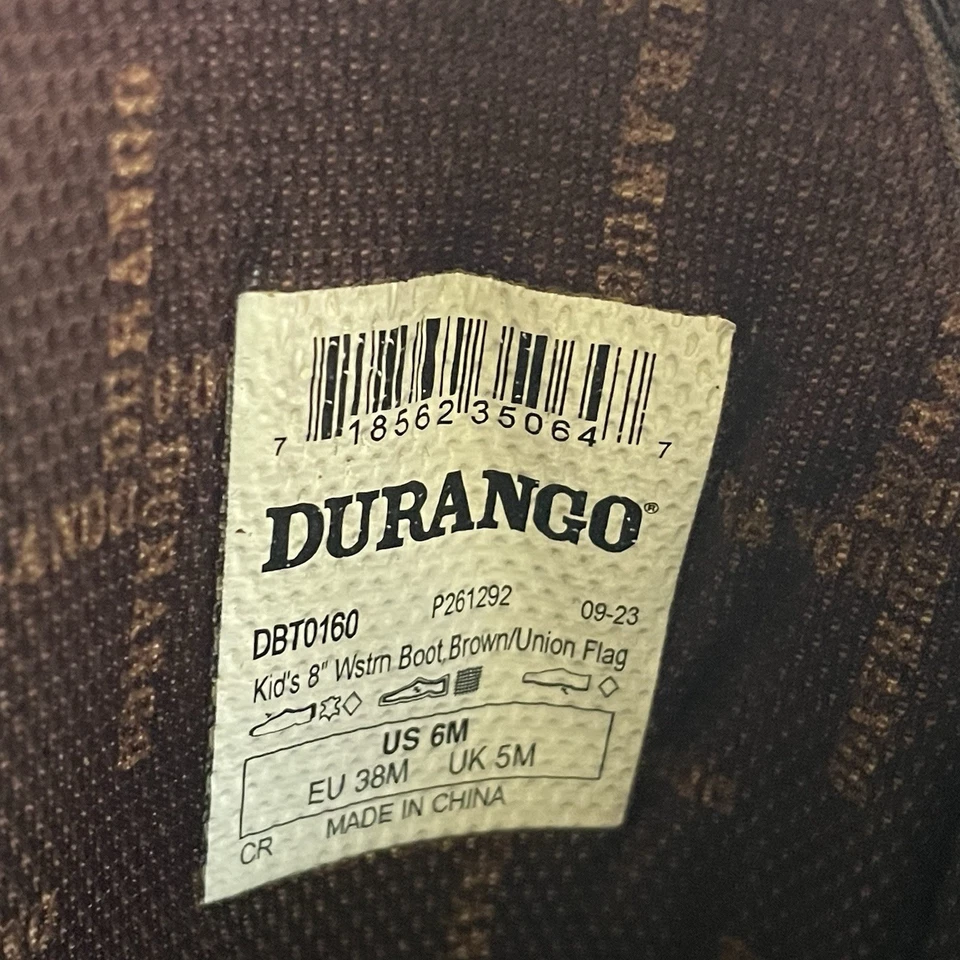 7 18562 35064 7
DURANGO®
DBT0160 P261292 09-23
Kid's 8" Wstrn Boot,Brown/Union Flag
US 6M
EU 38M UK 5M
MADE IN CHINA
CR